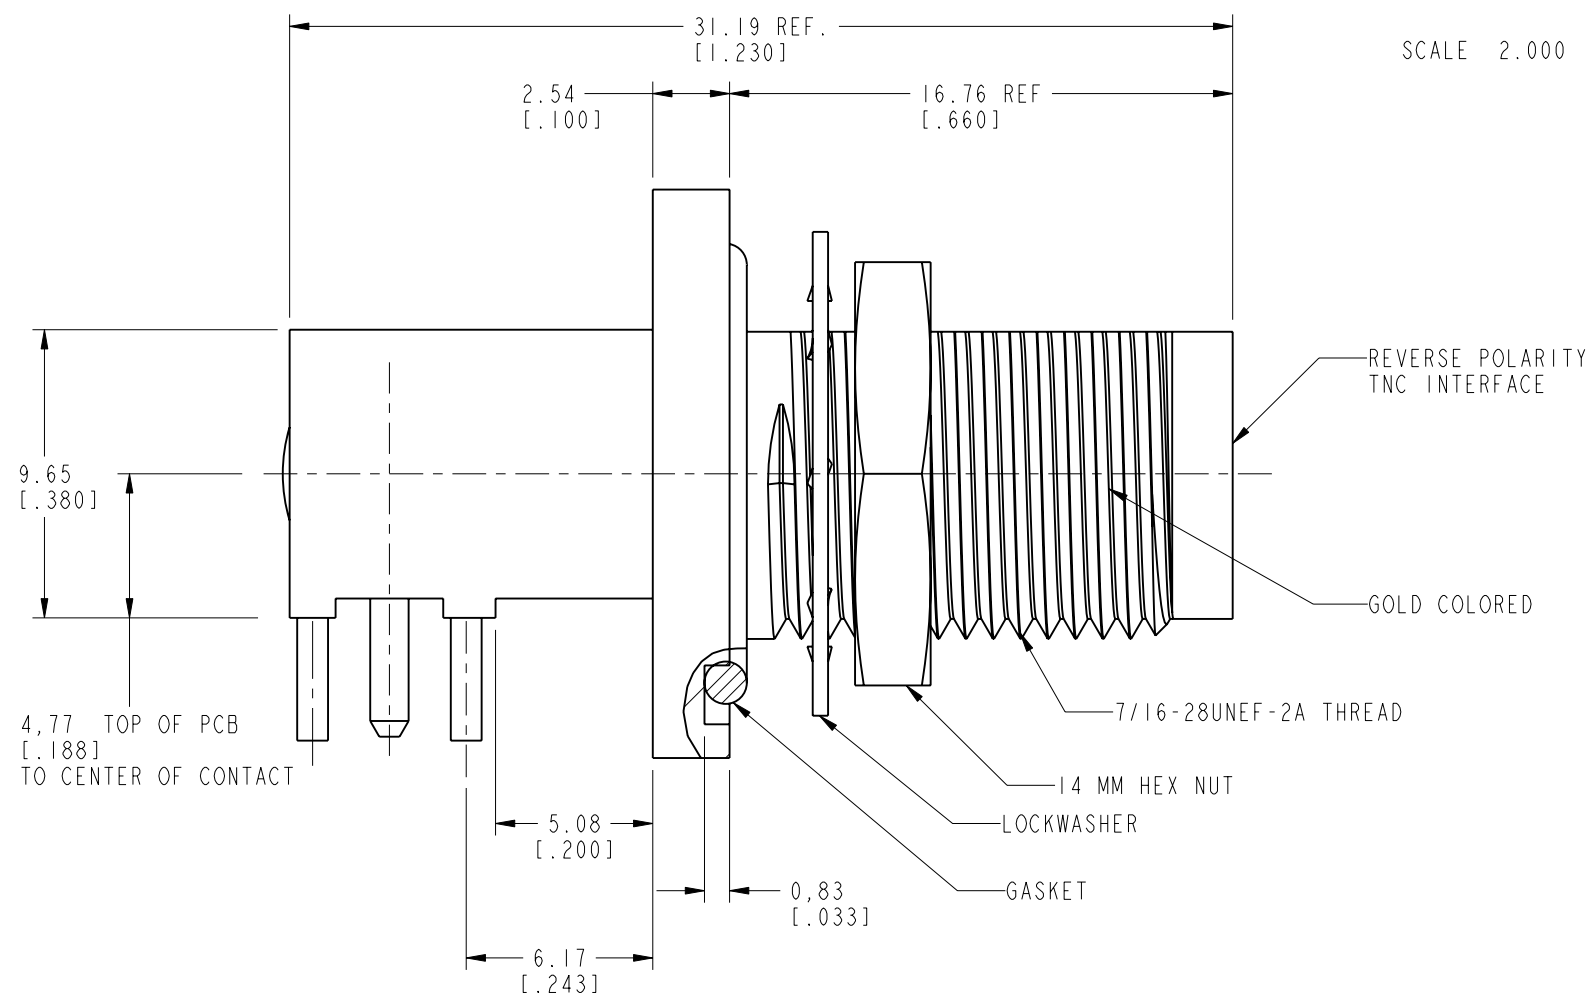 31.19 REF.
[1.230]
SCALE 2.000
2.54
[.100]
16.76 REF
[.660]
REVERSE POLARITY
TNC INTERFACE
9.65
[.380]
GOLD COLORED
4,77 TOP OF PCB
[.188]
TO CENTER OF CONTACT
7/16-28UNEF-2A THREAD
14 MM HEX NUT
LOCKWASHER
5.08
[.200]
0,83
[.033]
GASKET
6.17
[.243]